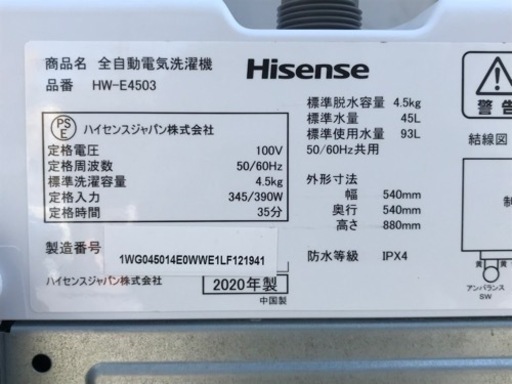 商品名 全自動電気洗濯機
品番 HW-E4503
Hisense
PSE ハイセンスジャパン株式会社
定格電圧 100V
定格周波数 50/60Hz
標準洗濯容量 4.5kg
定格入力 345/390W
定格時間 35分
製造番号 1WG045014E0WWE1LF121941
ハイセンスジャパン株式会社 2020年製
中国製
標準脱水容量 4.5kg
標準水量 45L
標準使用水量 93L
50/60Hz共用
外形寸法
幅 540mm
奥行 540mm
高さ 880mm
防水等級 IPX4
警告
結線図
制
黄 黄
アンバランス
SW